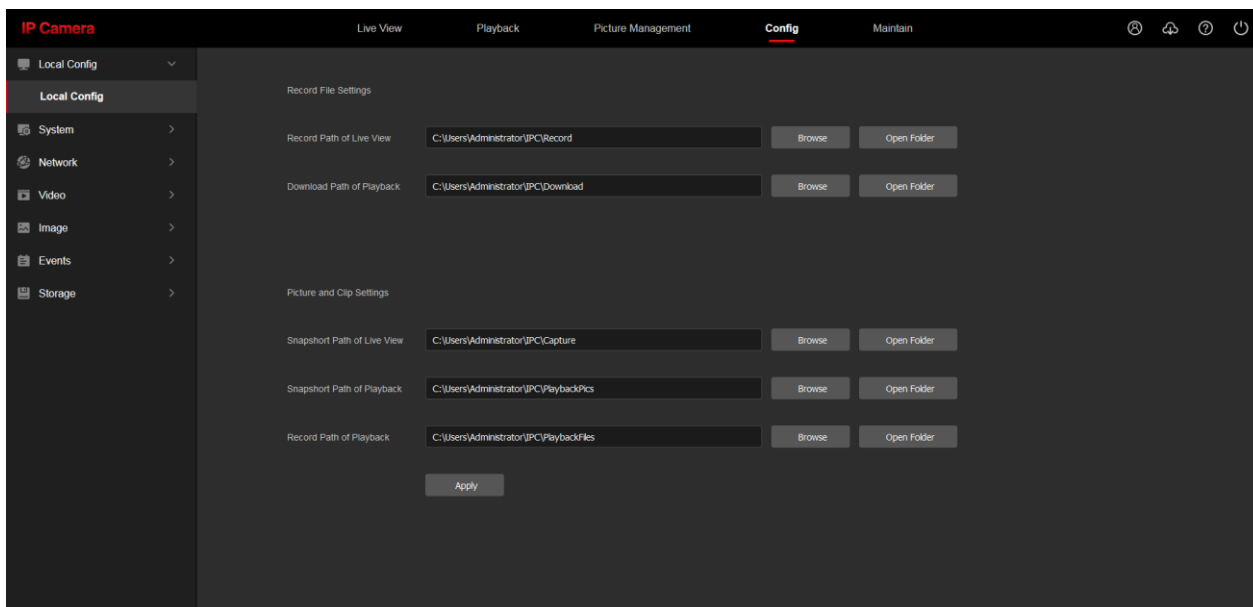 IP Camera Live View Playback Picture Management Config Maintain
Local Config
Local Config
System
Network
Video
Image
Events
Storage
Record File Settings
Record Path of Live View C:\Users\Administrator\IPC\Record Browse Open Folder
Download Path of Playback C:\Users\Administrator\IPC\Download Browse Open Folder
Picture and Clip Settings
Snapshort Path of Live View C:\Users\Administrator\IPC\Capture Browse Open Folder
Snapshort Path of Playback C:\Users\Administrator\IPC\PlaybackPics Browse Open Folder
Record Path of Playback C:\Users\Administrator\IPC\PlaybackFiles Browse Open Folder
Apply